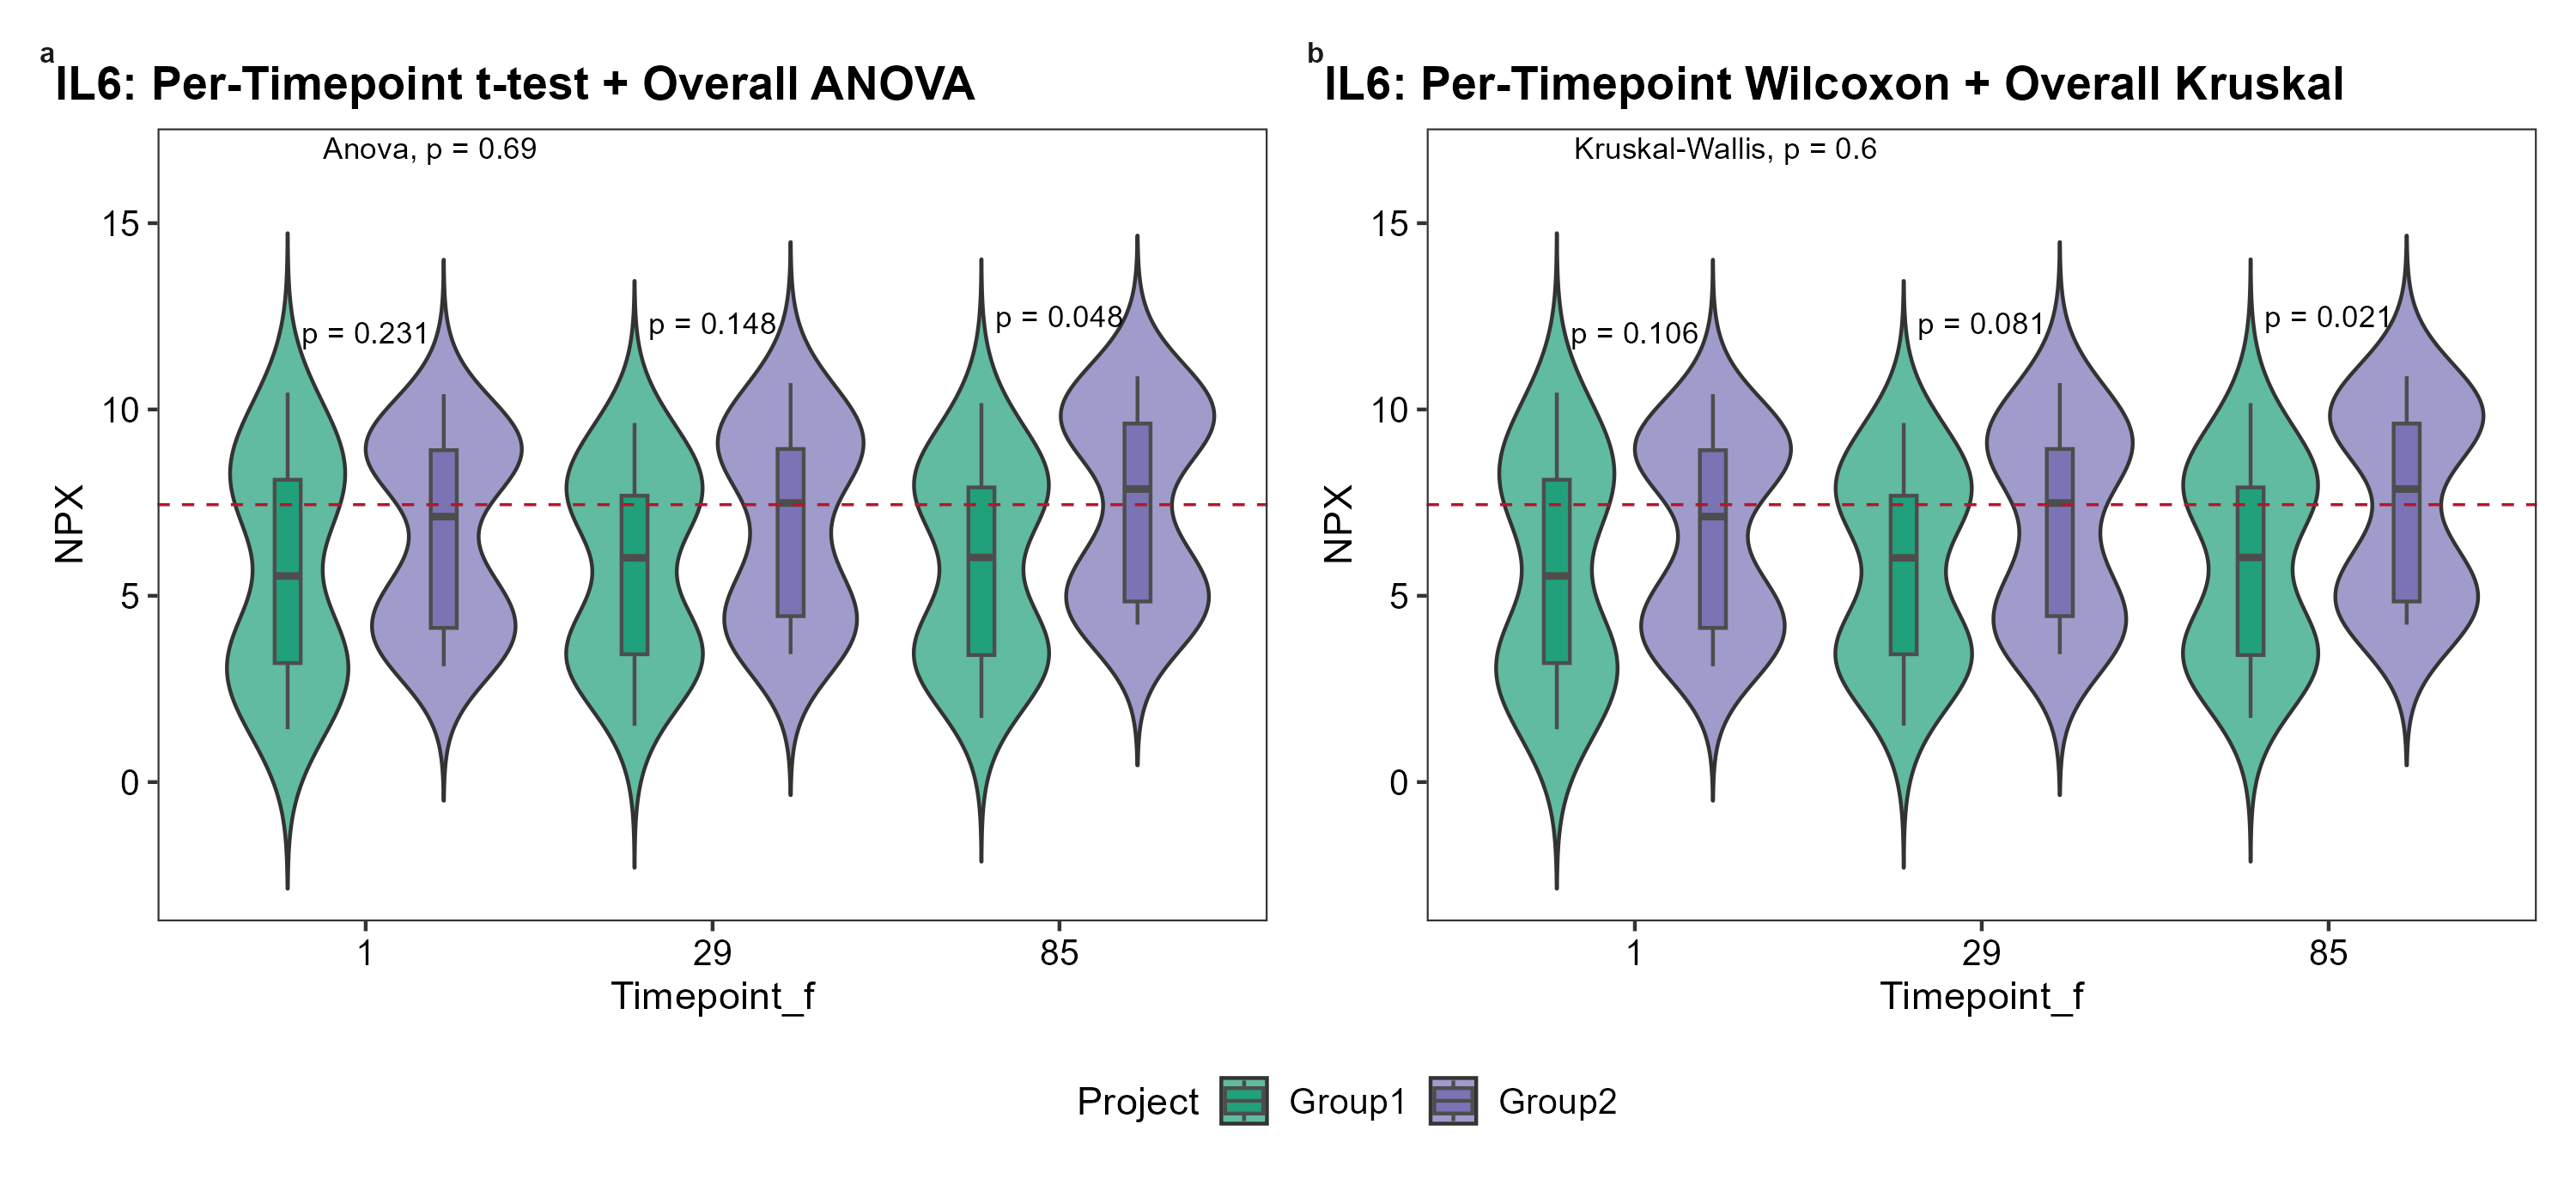 a
IL6: Per-Timepoint t-test + Overall ANOVA
Anova, p = 0.69
15
p = 0.231
p = 0.148
p = 0.048
10
NPX
5
0
1
29
85
Timepoint_f
b
IL6: Per-Timepoint Wilcoxon + Overall Kruskal
Kruskal-Wallis, p = 0.6
15
p = 0.106
p = 0.081
p = 0.021
10
NPX
5
0
1
29
85
Timepoint_f
Project
Group1
Group2